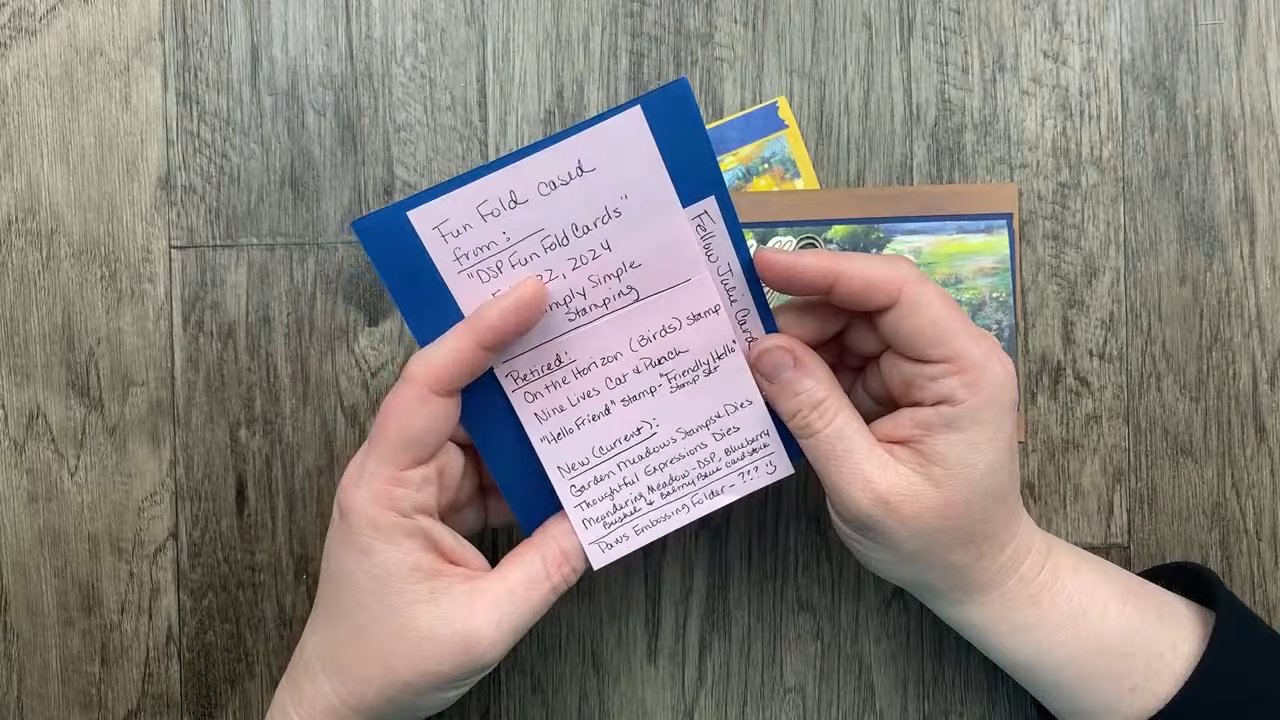 Fun Fold cased
from:
"DSP Fun Fold Cards"
22, 2024
Simply Simple
Stamping
Retired:
On the Horizon (Birds) stamp
Nine Lives Cat & Punch
"Hello Friend" Stamp - "Friendly Hello"
Stamp Set
New (current):
Garden Meadows Stamps & Dies
Thoughtful Expressions Dies
Meandering Meadow - DSP, Blueberry
Bushel & Balmy Blue cardstock
Paws Embossing Folder - ???
Fellow Julie Card